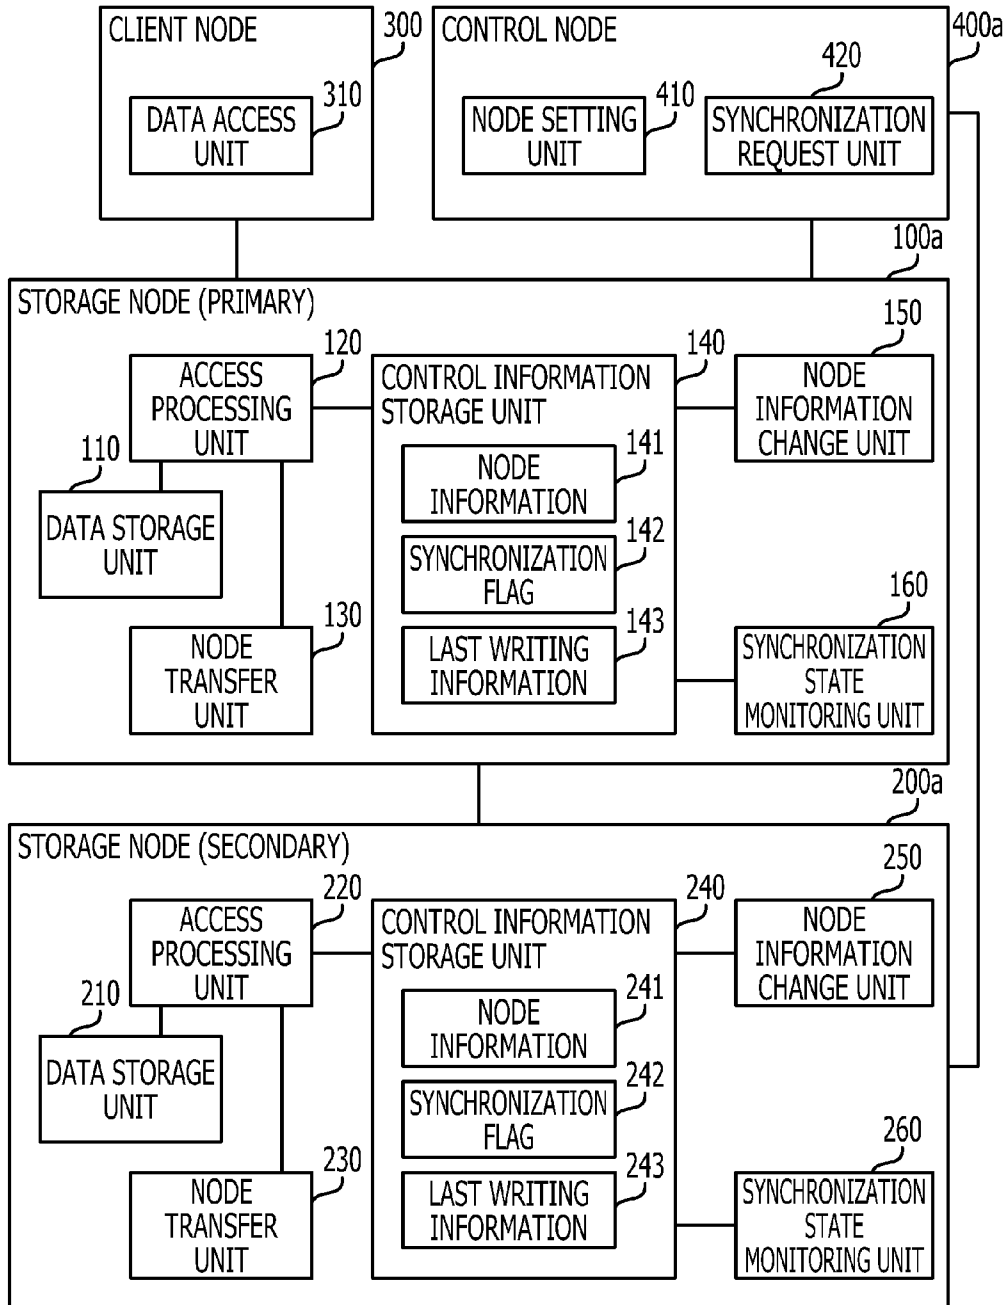 CLIENT NODE
300
DATA ACCESS
UNIT
310
CONTROL NODE
400a
NODE SETTING
UNIT
410
SYNCHRONIZATION
REQUEST UNIT
420
100a
STORAGE NODE (PRIMARY)
ACCESS
PROCESSING
UNIT
120
CONTROL INFORMATION
STORAGE UNIT
140
NODE
INFORMATION
CHANGE UNIT
150
110
DATA STORAGE
UNIT
NODE
INFORMATION
141
SYNCHRONIZATION
FLAG
142
NODE
TRANSFER
UNIT
130
LAST WRITING
INFORMATION
143
SYNCHRONIZATION
STATE
MONITORING UNIT
160
200a
STORAGE NODE (SECONDARY)
ACCESS
PROCESSING
UNIT
220
CONTROL INFORMATION
STORAGE UNIT
240
NODE
INFORMATION
CHANGE UNIT
250
210
DATA STORAGE
UNIT
NODE
INFORMATION
241
SYNCHRONIZATION
FLAG
242
NODE
TRANSFER
UNIT
230
LAST WRITING
INFORMATION
243
SYNCHRONIZATION
STATE
MONITORING UNIT
260